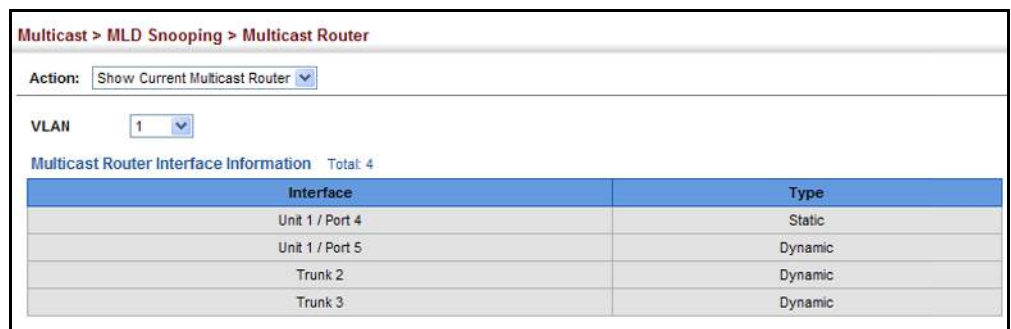 Multicast > MLD Snooping > Multicast Router
Action: Show Current Multicast Router
VLAN 1
Multicast Router Interface Information Total: 4
Interface Type
Unit 1 / Port 4 Static
Unit 1 / Port 5 Dynamic
Trunk 2 Dynamic
Trunk 3 Dynamic